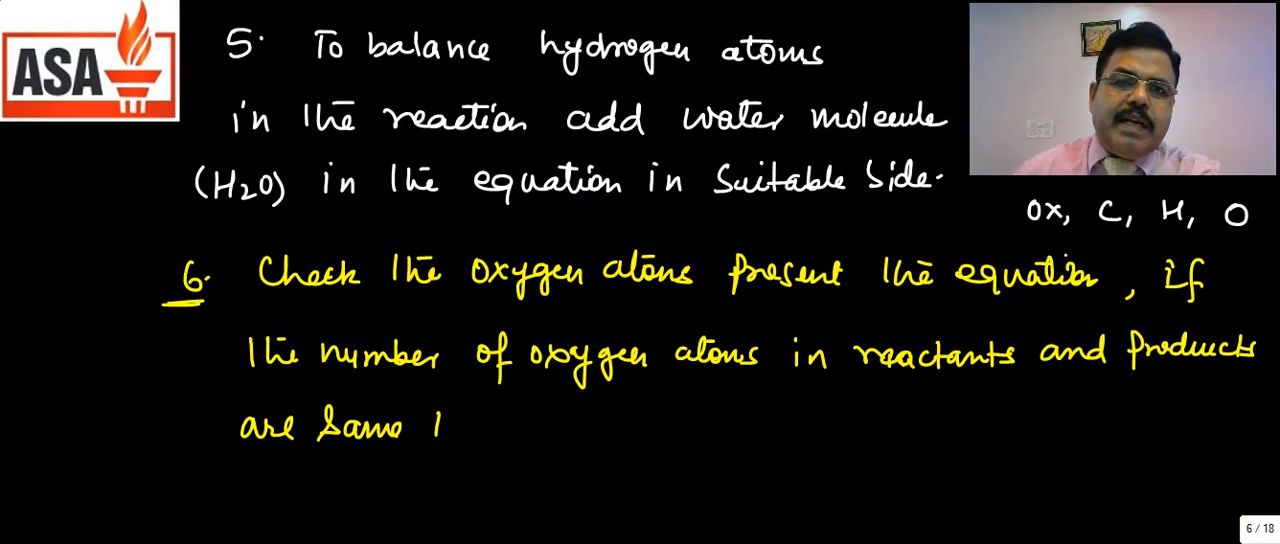 ASA
5. To balance hydrogen atoms
in the reaction add water molecule
(H2O) in the equation in suitable side.
Ox, C, H, O
6. Check the oxygen atoms present the equation, if
the number of oxygen atoms in reactants and products
are same
6 / 18